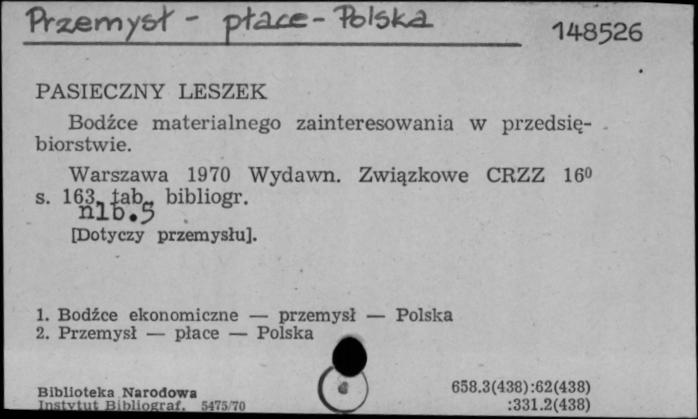 Przemysł - płace - Polska
148526
PASIECZNY LESZEK
Bodźce materialnego zainteresowania w przedsię-
biorstwie.
Warszawa 1970 Wydawn. Związkowe CRZZ 16⁰
s. 163, tab., bibliogr.
nlb.5
[Dotyczy przemysłu].
1. Bodźce ekonomiczne — przemysł — Polska
2. Przemysł — płace — Polska
Biblioteka Narodowa
658.3(438):62(438)
Instytut Bibliograf. 5475/70
:331.2(438)